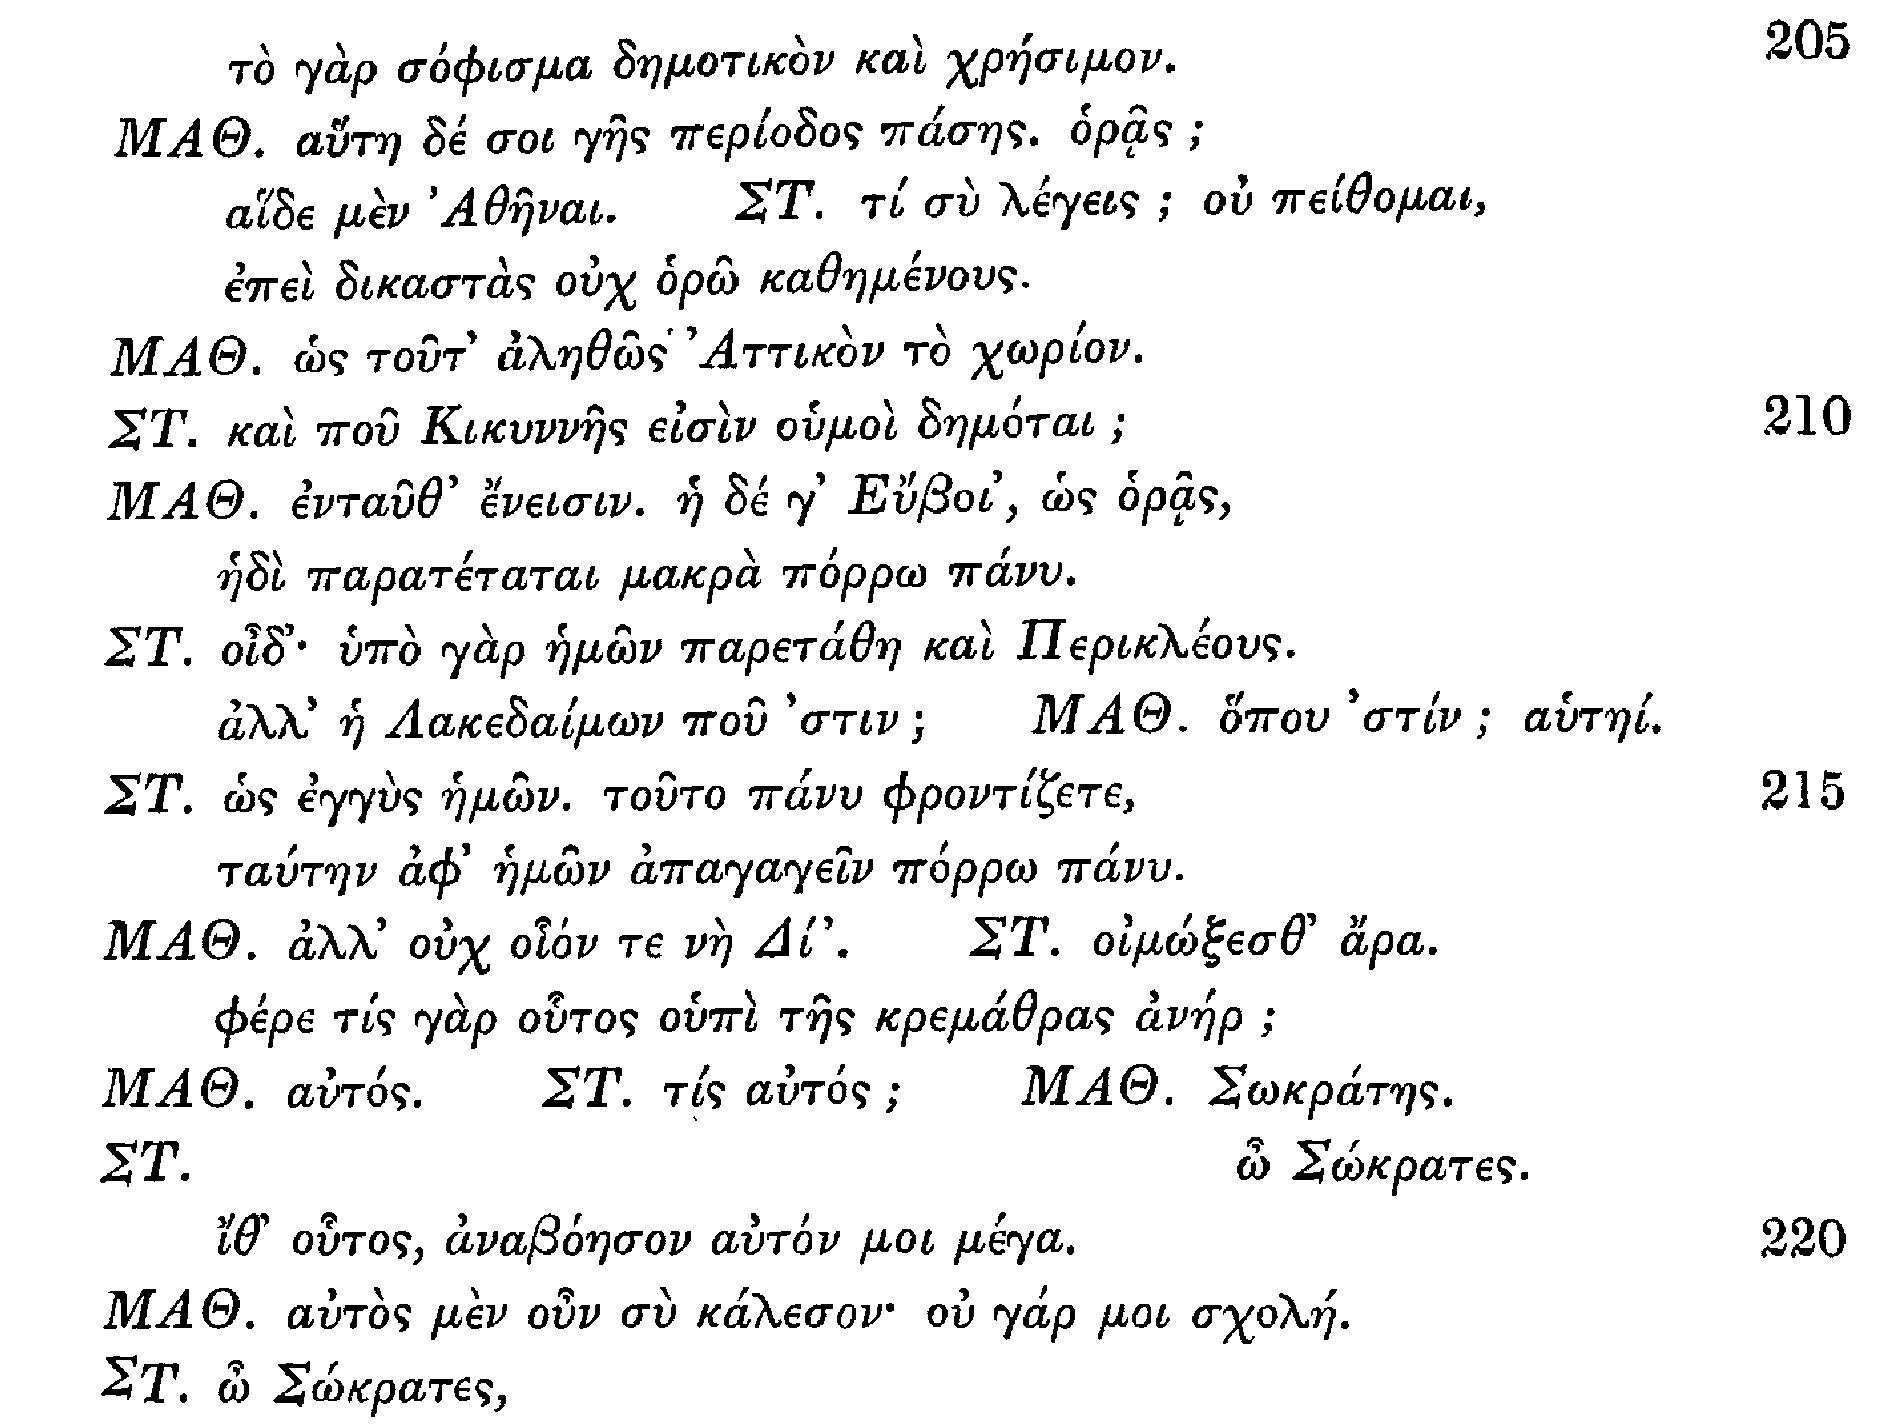 τὸ γὰρ σόφισμα δημοτικὸν καὶ χρήσιμον. 205
ΜΑΘ. αὕτη δέ σοι γῆς περίοδος πάσης. ὁρᾷς ;
αἵδε μὲν Ἀθῆναι. ΣΤ. τί σὺ λέγεις ; οὐ πείθομαι,
ἐπεὶ δικαστὰς οὐχ ὁρῶ καθημένους.
ΜΑΘ. ὡς τοῦτ’ ἀληθῶς Ἀττικὸν τὸ χωρίον.
ΣΤ. καὶ ποῦ Κικυννῆς εἰσὶν οὑμοὶ δημόται ; 210
ΜΑΘ. ἐνταῦθ’ ἔνεισιν. ἡ δέ γ’ Εὔβοι’, ὡς ὁρᾷς,
ἡδὶ παρατέταται μακρὰ πόρρω πάνυ.
ΣΤ. οἶδ’· ὑπὸ γὰρ ἡμῶν παρετάθη καὶ Περικλέους.
ἀλλ’ ἡ Λακεδαίμων ποῦ ’στιν ; ΜΑΘ. ὅπου ’στίν ; αὑτηί.
ΣΤ. ὡς ἐγγὺς ἡμῶν. τοῦτο πάνυ φροντίζετε, 215
ταύτην ἀφ’ ἡμῶν ἀπαγαγεῖν πόρρω πάνυ.
ΜΑΘ. ἀλλ’ οὐχ οἷόν τε νὴ Δί’. ΣΤ. οἰμώξεσθ’ ἄρα.
φέρε τίς γὰρ οὗτος οὑπὶ τῆς κρεμάθρας ἀνήρ ;
ΜΑΘ. αὐτός. ΣΤ. τίς αὐτός ; ΜΑΘ. Σωκράτης.
ΣΤ. ὦ Σώκρατες.
ἴθ’ οὗτος, ἀναβόησον αὐτόν μοι μέγα. 220
ΜΑΘ. αὐτὸς μὲν οὖν σὺ κάλεσον· οὐ γάρ μοι σχολή.
ΣΤ. ὦ Σώκρατες,